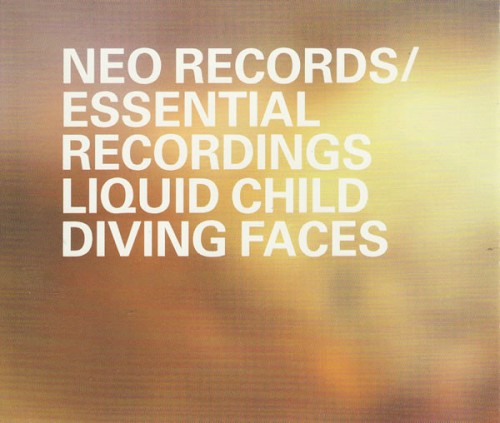 NEO RECORDS/
ESSENTIAL
RECORDINGS
LIQUID CHILD
DIVING FACES